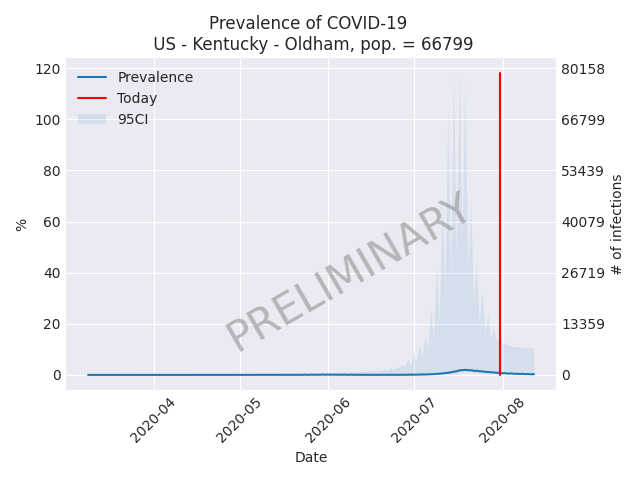 Prevalence of COVID-19
US - Kentucky - Oldham, pop. = 66799
Prevalence
Today
95CI
120
100
80
60
40
20
0
%
80158
66799
53439
40079
26719
13359
0
# of infections
PRELIMINARY
2020-04
2020-05
2020-06
2020-07
2020-08
Date